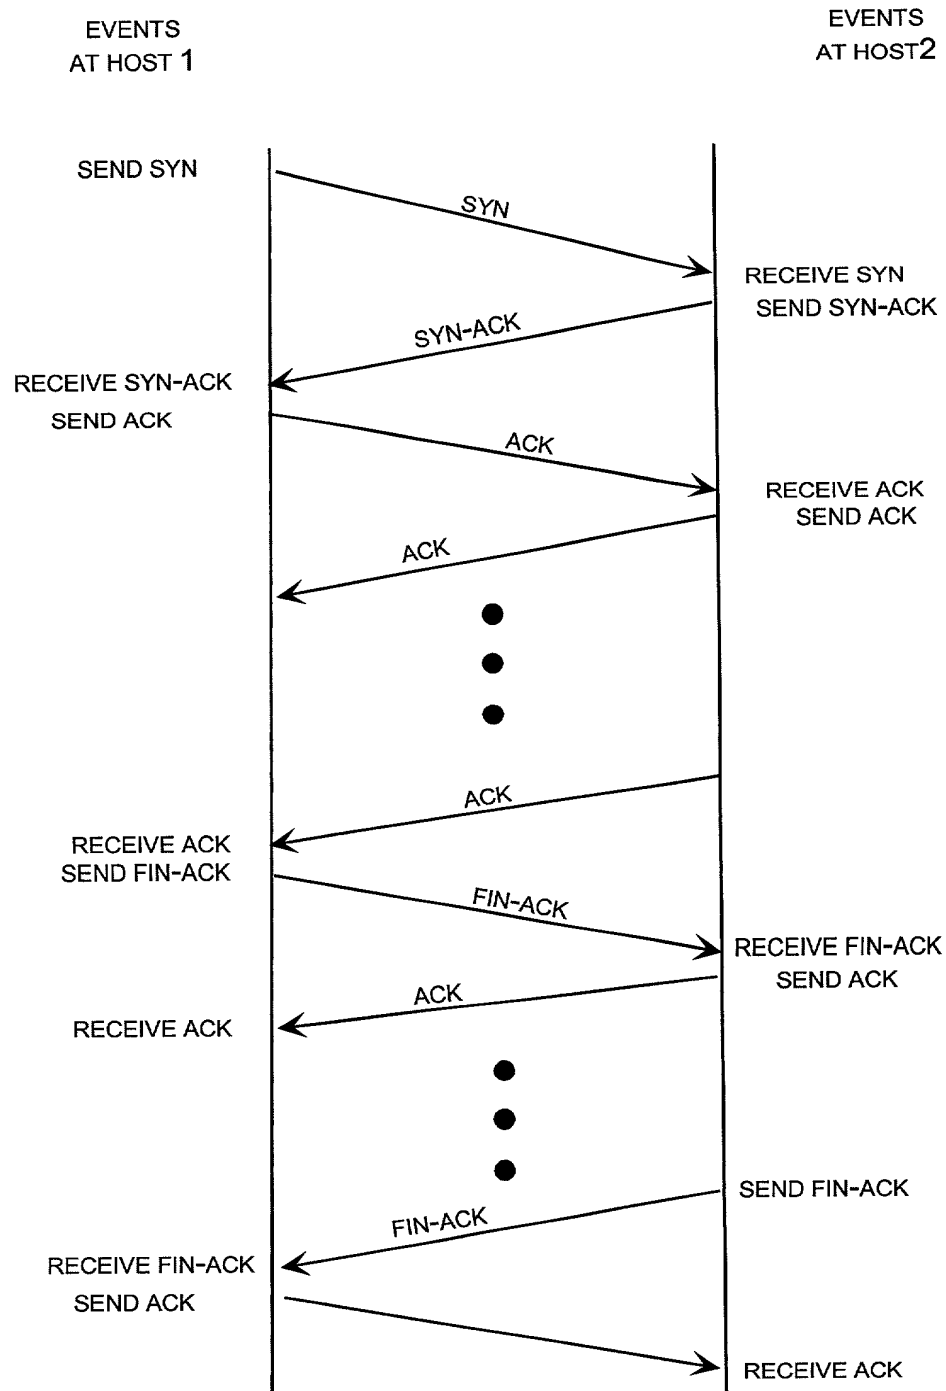 EVENTS
AT HOST 1
EVENTS
AT HOST2
SEND SYN
SYN
RECEIVE SYN
SEND SYN-ACK
SYN-ACK
RECEIVE SYN-ACK
SEND ACK
ACK
RECEIVE ACK
SEND ACK
ACK
ACK
RECEIVE ACK
SEND FIN-ACK
FIN-ACK
RECEIVE FIN-ACK
SEND ACK
ACK
RECEIVE ACK
SEND FIN-ACK
FIN-ACK
RECEIVE FIN-ACK
SEND ACK
RECEIVE ACK